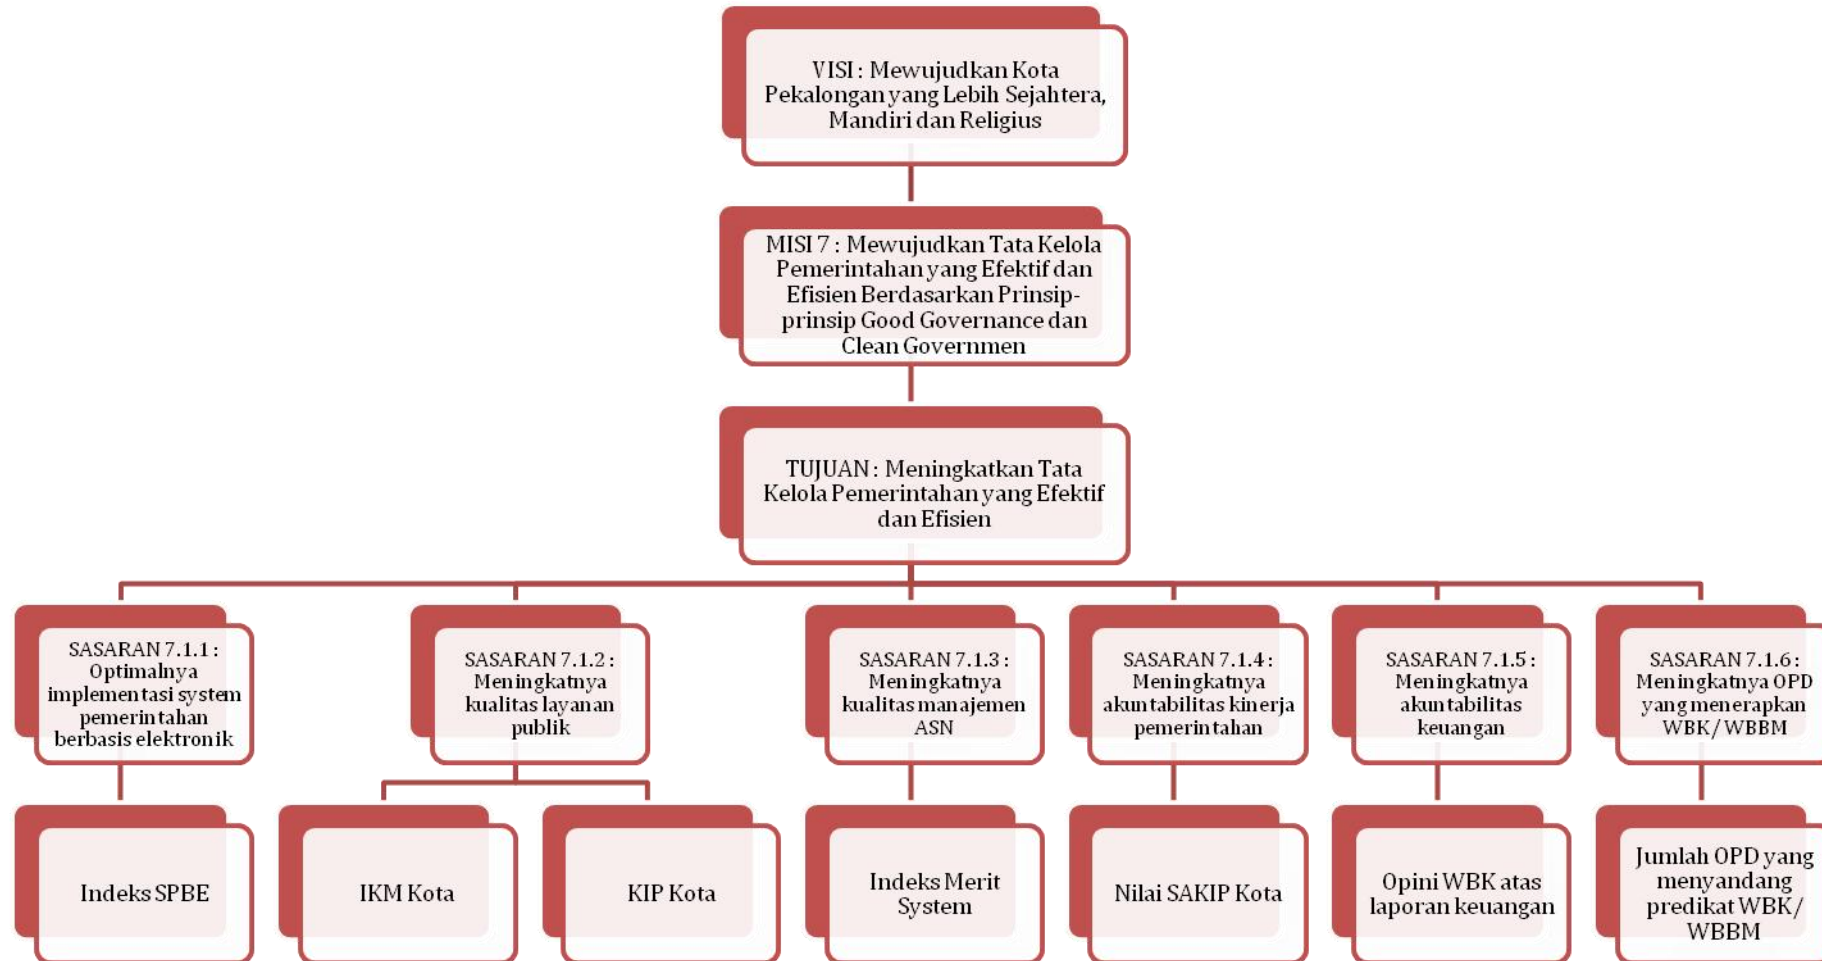 VISI : Mewujudkan Kota
Pekalongan yang Lebih Sejahtera,
Mandiri dan Religius
MISI 7 : Mewujudkan Tata Kelola
Pemerintahan yang Efektif dan
Efisien Berdasarkan Prinsip-
prinsip Good Governance dan
Clean Governmen
TUJUAN : Meningkatkan Tata
Kelola Pemerintahan yang Efektif
dan Efisien
SASARAN 7.1.1 :
Optimalnya
implementasi system
pemerintahan
berbasis elektronik
SASARAN 7.1.2 :
Meningkatnya
kualitas layanan
publik
SASARAN 7.1.3 :
Meningkatnya
kualitas manajemen
ASN
SASARAN 7.1.4 :
Meningkatnya
akuntabilitas kinerja
pemerintahan
SASARAN 7.1.5 :
Meningkatnya
akuntabilitas
keuangan
SASARAN 7.1.6 :
Meningkatnya OPD
yang menerapkan
WBK/ WBBM
Indeks SPBE
IKM Kota
KIP Kota
Indeks Merit
System
Nilai SAKIP Kota
Opini WBK atas
laporan keuangan
Jumlah OPD yang
menyandang
predikat WBK/
WBBM